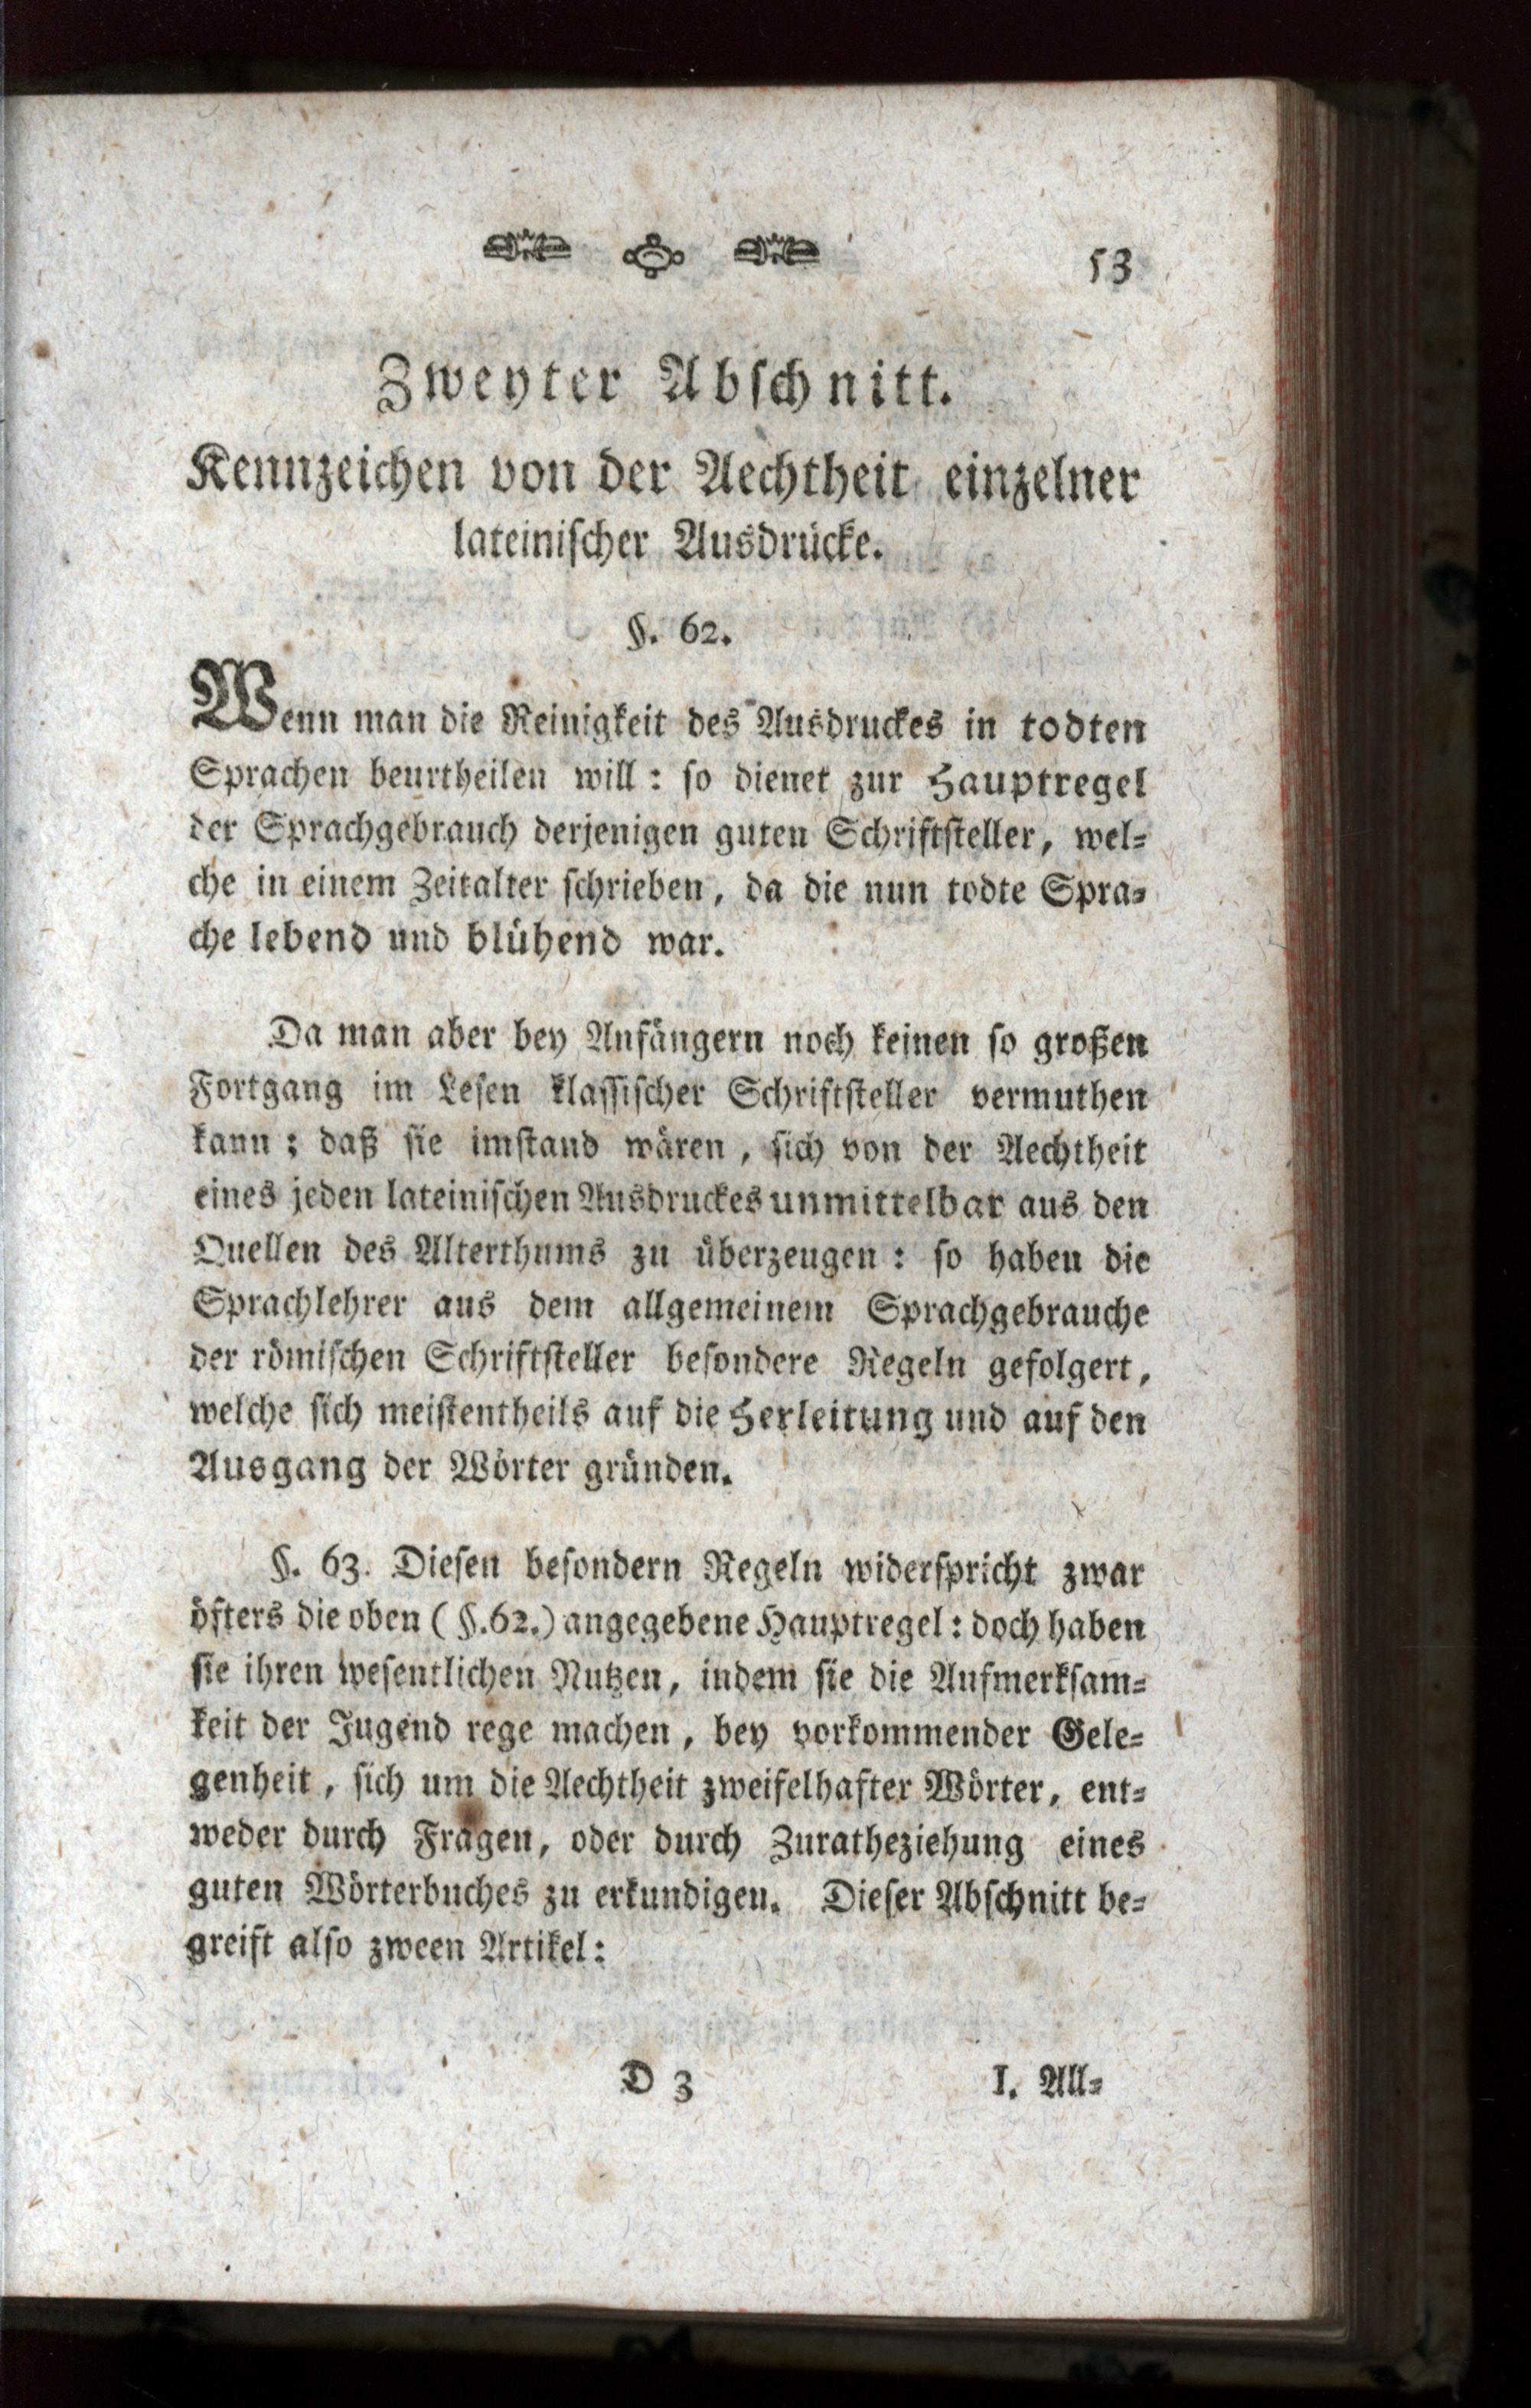 53
Zweyter Abschnitt.
Kennzeichen von der Aechtheit einzelner
lateinischer Ausdrücke.
§. 62.
Wenn man die Reinigkeit des Ausdruckes in todten
Sprachen beurtheilen will: so dienet zur Hauptregel
der Sprachgebrauch derjenigen guten Schriftsteller, wel-
che in einem Zeitalter schrieben, da die nun todte Spra-
che lebend und blühend war.
Da man aber bey Anfängern noch keinen so großen
Fortgang im Lesen klassischer Schriftsteller vermuthen
kann; daß sie imstand wären, sich von der Aechtheit
eines jeden lateinischen Ausdruckes unmittelbar aus den
Quellen des Alterthums zu überzeugen: so haben die
Sprachlehrer aus dem allgemeinem Sprachgebrauche
der römischen Schriftsteller besondere Regeln gefolgert,
welche sich meistentheils auf die Herleitung und auf den
Ausgang der Wörter gründen.
§. 63. Diesen besondern Regeln widerspricht zwar
öfters die oben (§.62.) angegebene Hauptregel: doch haben
sie ihren wesentlichen Nutzen, indem sie die Aufmerksam-
keit der Jugend rege machen, bey vorkommender Gele-
genheit, sich um die Aechtheit zweifelhafter Wörter, ent-
weder durch Fragen, oder durch Zuratheziehung eines
guten Wörterbuches zu erkundigen. Dieser Abschnitt be-
greift also zween Artikel:
D 3
I. All-